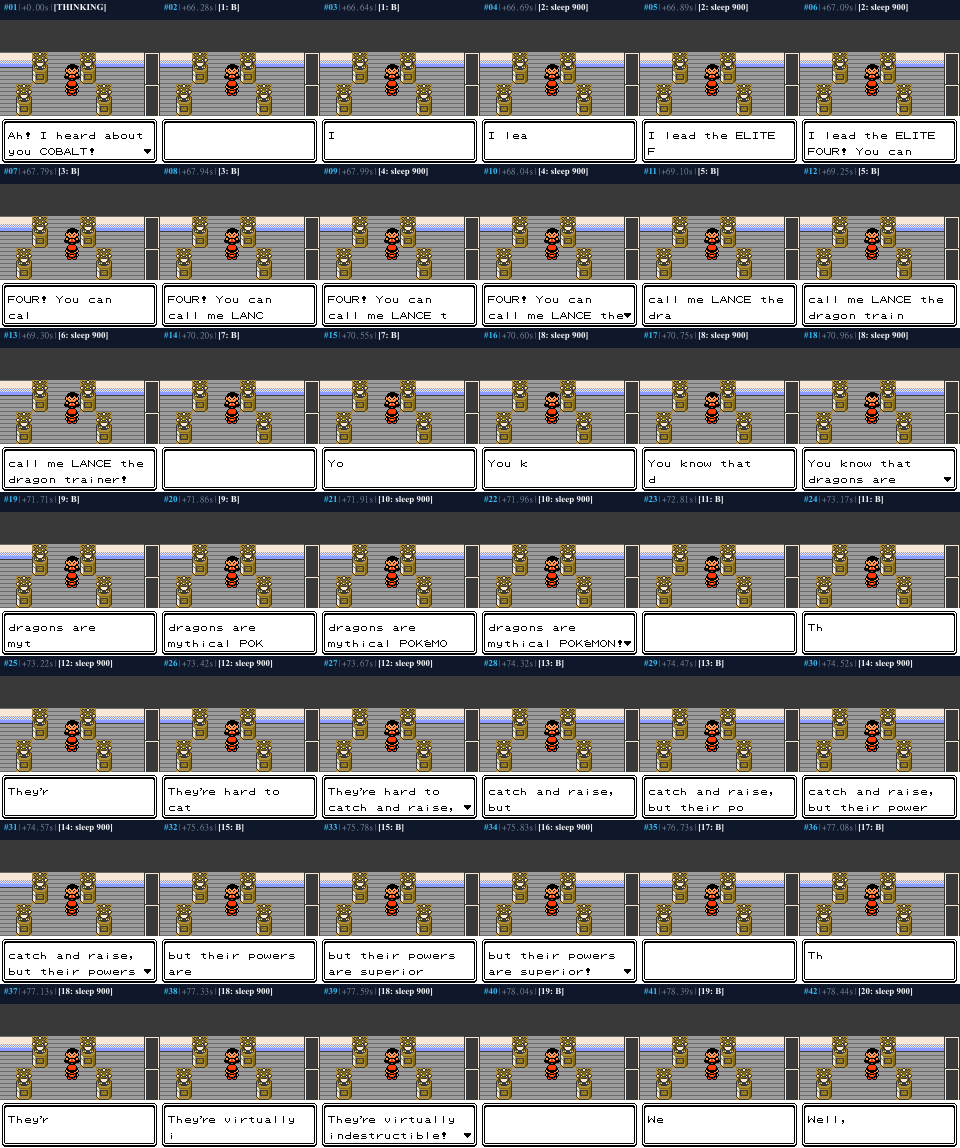 #01|+0.00s| [THINKING] #02|+66.28s| [1: B] #03|+66.64s| [1: B] #04|+66.69s| [2: sleep 900] #05|+66.89s| [2: sleep 900] #06|+67.09s| [2: sleep 900]
Ah! I heard about
you COBALT! ▼
I
I lea
I lead the ELITE
F
I lead the ELITE
FOUR! You can
#07|+67.79s| [3: B] #08|+67.94s| [3: B] #09|+67.99s| [4: sleep 900] #10|+68.04s| [4: sleep 900] #11|+69.10s| [5: B] #12|+69.25s| [5: B]
FOUR! You can
cal
FOUR! You can
call me LANC
FOUR! You can
call me LANCE t
FOUR! You can
call me LANCE the▼
call me LANCE the
dra
call me LANCE the
dragon train
#13|+69.30s| [6: sleep 900] #14|+70.20s| [7: B] #15|+70.55s| [7: B] #16|+70.60s| [8: sleep 900] #17|+70.75s| [8: sleep 900] #18|+70.96s| [8: sleep 900]
call me LANCE the
dragon trainer!
Yo
You k
You know that
d
You know that
dragons are ▼
#19|+71.71s| [9: B] #20|+71.86s| [9: B] #21|+71.91s| [10: sleep 900] #22|+71.96s| [10: sleep 900] #23|+72.81s| [11: B] #24|+73.17s| [11: B]
dragons are
myt
dragons are
mythical POK
dragons are
mythical POKéMO
dragons are
mythical POKéMON!▼
Th
#25|+73.22s| [12: sleep 900] #26|+73.42s| [12: sleep 900] #27|+73.67s| [12: sleep 900] #28|+74.32s| [13: B] #29|+74.47s| [13: B] #30|+74.52s| [14: sleep 900]
They'r
They're hard to
cat
They're hard to
catch and raise, ▼
catch and raise,
but
catch and raise,
but their po
catch and raise,
but their power
#31|+74.57s| [14: sleep 900] #32|+75.63s| [15: B] #33|+75.78s| [15: B] #34|+75.83s| [16: sleep 900] #35|+76.73s| [17: B] #36|+77.08s| [17: B]
catch and raise,
but their powers ▼
but their powers
are
but their powers
are superior
but their powers
are superior! ▼
Th
#37|+77.13s| [18: sleep 900] #38|+77.33s| [18: sleep 900] #39|+77.59s| [18: sleep 900] #40|+78.04s| [19: B] #41|+78.39s| [19: B] #42|+78.44s| [20: sleep 900]
They'r
They're virtually
i
They're virtually
indestructible! ▼
We
Well,